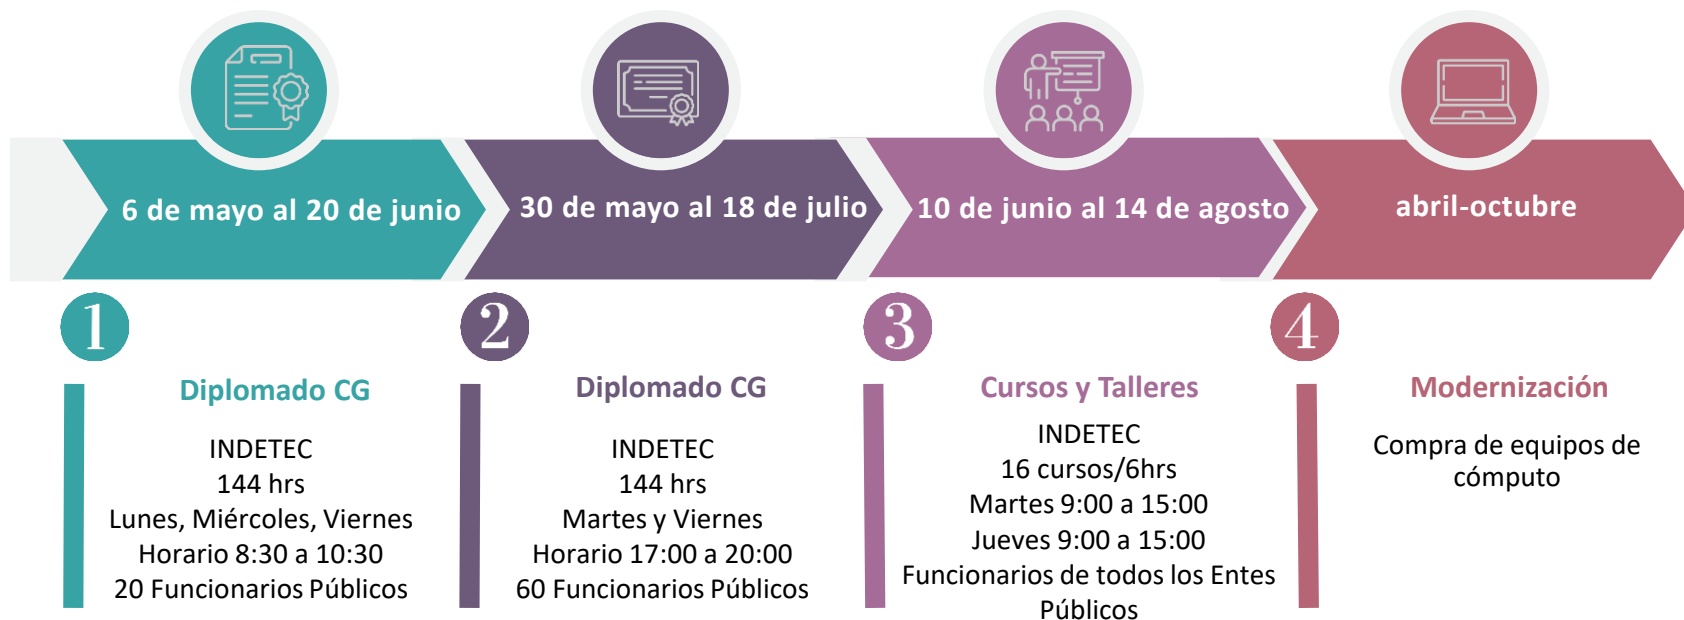 6 de mayo al 20 de junio
30 de mayo al 18 de julio
10 de junio al 14 de agosto
abril-octubre
1
Diplomado CG
INDETEC
144 hrs
Lunes, Miércoles, Viernes
Horario 8:30 a 10:30
20 Funcionarios Públicos
2
Diplomado CG
INDETEC
144 hrs
Martes y Viernes
Horario 17:00 a 20:00
60 Funcionarios Públicos
3
Cursos y Talleres
INDETEC
16 cursos/6hrs
Martes 9:00 a 15:00
Jueves 9:00 a 15:00
Funcionarios de todos los Entes
Públicos
4
Modernización
Compra de equipos de
cómputo